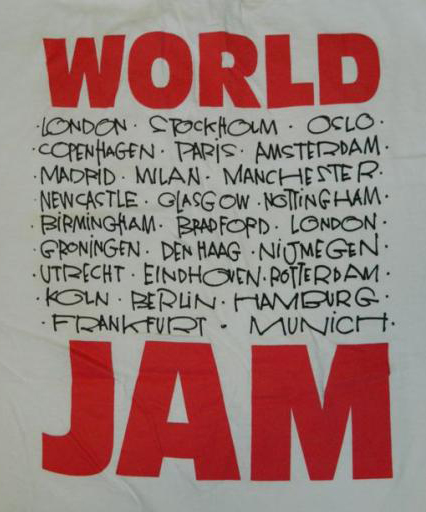 WORLD
·LONDON · STOCKHOLM · OSLO·
·COPENHAGEN · PARIS · AMSTERDAM·
·MADRID · MILAN · MANCHESTER·
·NEWCASTLE · GLASGOW · NOTTINGHAM·
·BIRMINGHAM · BRADFORD · LONDON·
·GRONINGEN · DEN HAAG · NIJMEGEN·
·UTRECHT · EINDHOVEN · ROTTERDAM·
·KOLN · BERLIN · HAMBURG·
·FRANKFURT · MUNICH·
JAM